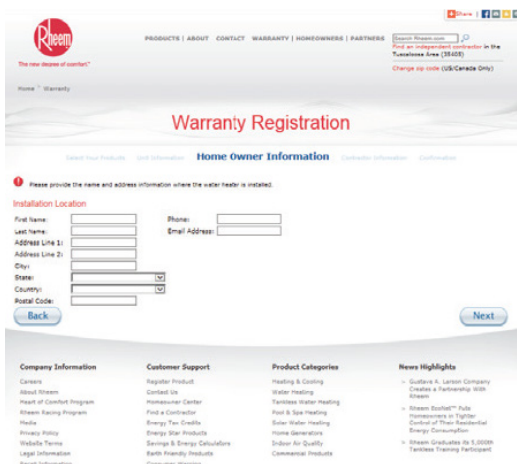 Share
Rheem
The new degree of comfort.™
PRODUCTS | ABOUT CONTACT WARRANTY | HOMEOWNERS | PARTNERS
Search Rheem.com
Find an independent contractor in the
Tuscaloosa Area (35405)
Change zip code (US/Canada Only)
Home > Warranty
Warranty Registration
Select Your Products Unit Information Home Owner Information Contractor Information Confirmation
Please provide the name and address information where the water heater is installed.
Installation Location
First Name: Phone:
Last Name: Email Address:
Address Line 1:
Address Line 2:
City:
State:
Country:
Postal Code:
Back Next
Company Information
Careers
About Rheem
Heart of Comfort Program
Rheem Racing Program
Media
Privacy Policy
Website Terms
Legal Information
Customer Support
Register Product
Contact Us
Homeowner Center
Find a Contractor
Energy Tax Credits
Energy Star Products
Savings & Energy Calculators
Earth Friendly Products
Product Categories
Heating & Cooling
Water Heating
Tankless Water Heating
Pool & Spa Heating
Solar Water Heating
Home Generators
Indoor Air Quality
Commercial Products
News Highlights
Gustave A. Larson Company
Creates a Partnership With
Rheem
Rheem EcoNet™ Puts
Homeowners in Tighter
Control of Their Residential
Energy Consumption
Rheem Graduates its 5,000th
Tankless Training Participant